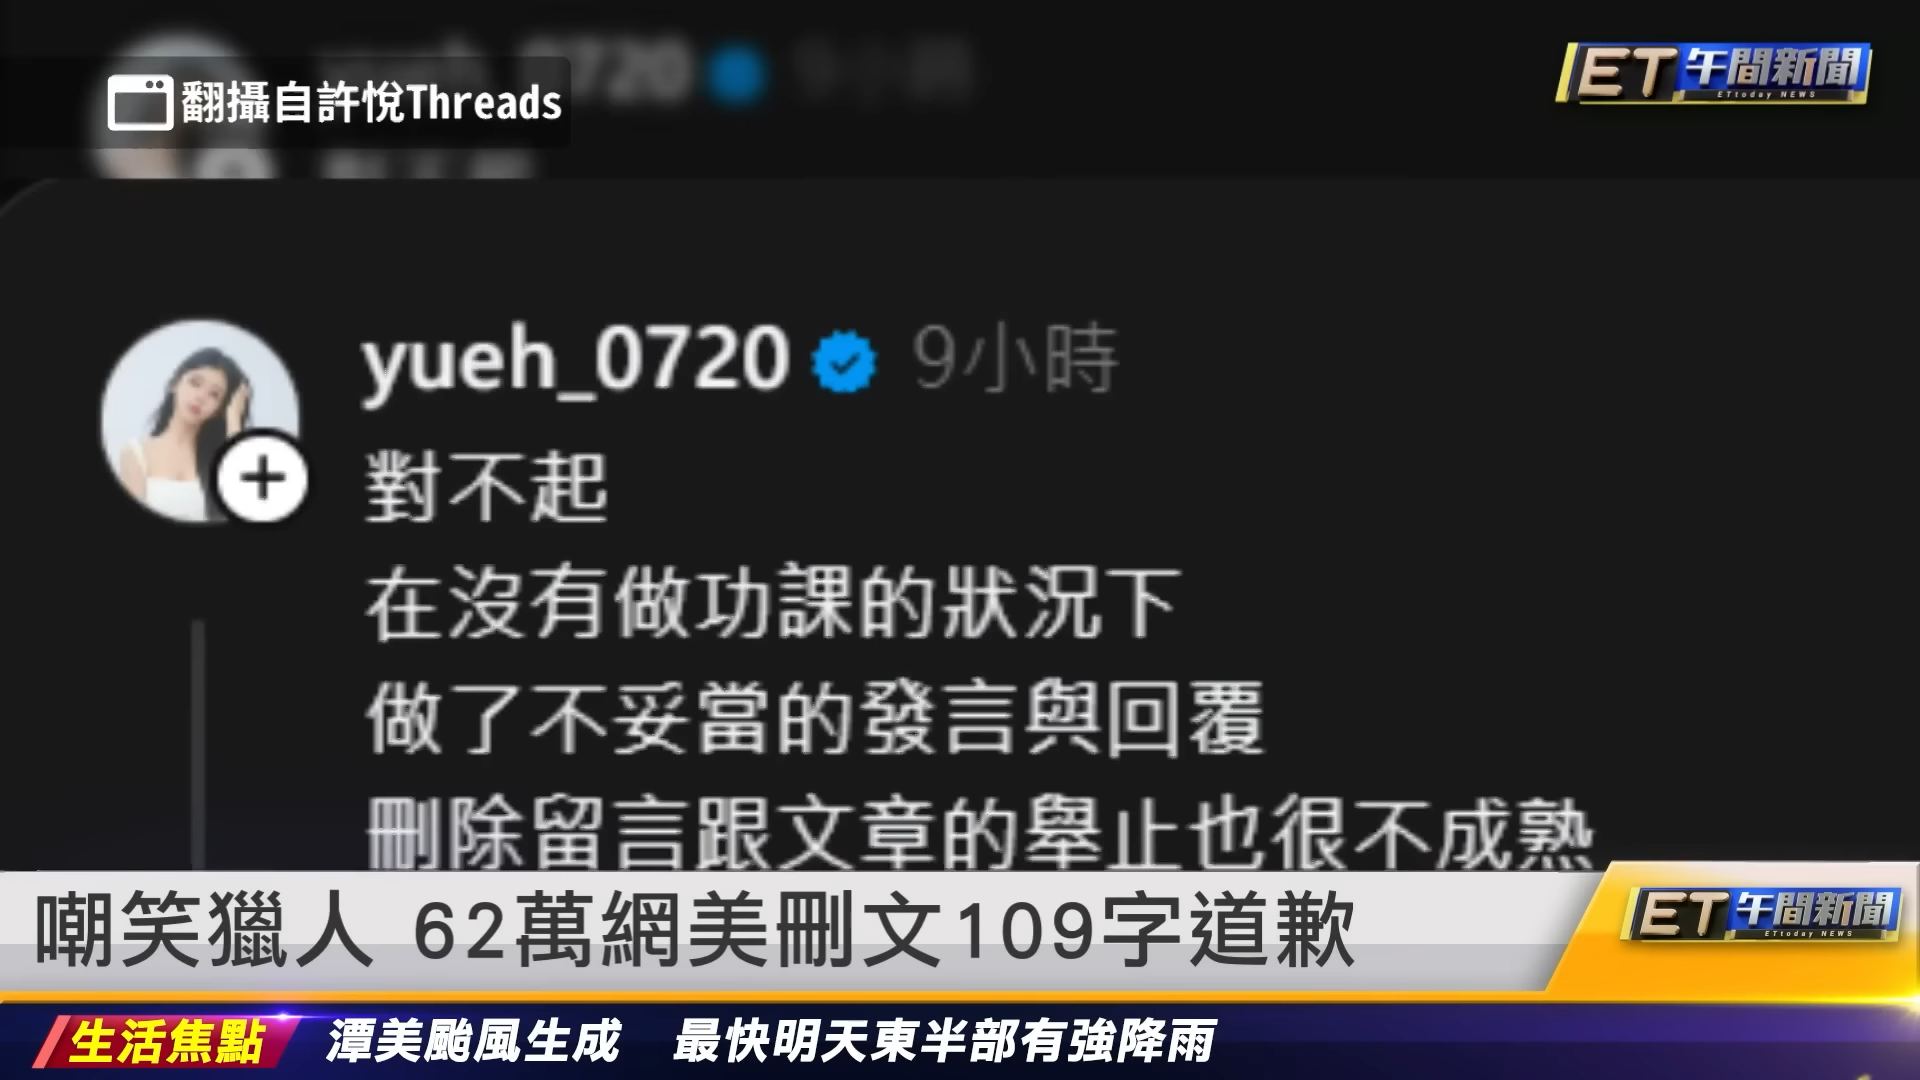 翻攝自許悅Threads
ET午間新聞
ETtoday NEWS
yueh_0720 9小時
對不起
在沒有做功課的狀況下
做了不妥當的發言與回覆
刪除留言跟文章的舉止也很不成熟
嘲笑獵人 62萬網美刪文109字道歉
ET午間新聞
ETtoday NEWS
生活焦點 潭美颱風生成 最快明天東半部有強降雨